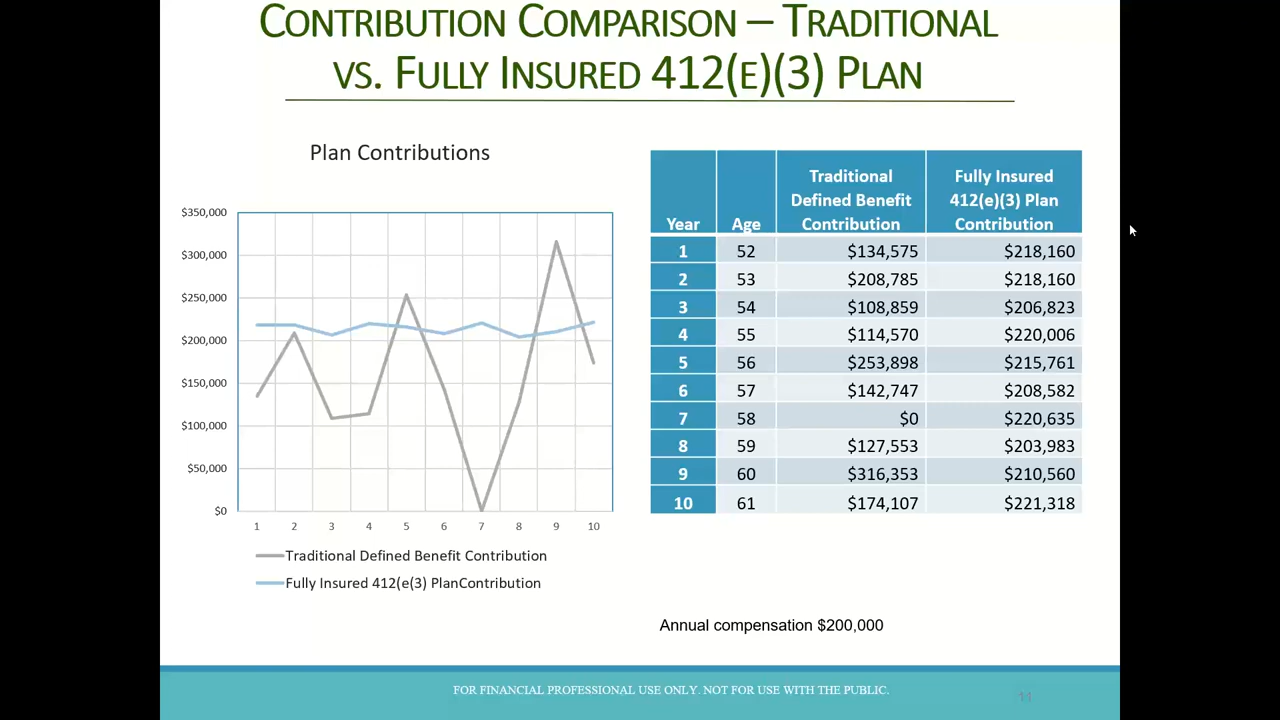 CONTRIBUTION COMPARISON – TRADITIONAL
VS. FULLY INSURED 412(E)(3) PLAN
Plan Contributions
$350,000
$300,000
$250,000
$200,000
$150,000
$100,000
$50,000
$0
1 2 3 4 5 6 7 8 9 10
Traditional Defined Benefit Contribution
Fully Insured 412(e(3) PlanContribution
Year Age Traditional Defined Benefit Contribution Fully Insured 412(e)(3) Plan Contribution
1 52 $134,575 $218,160
2 53 $208,785 $218,160
3 54 $108,859 $206,823
4 55 $114,570 $220,006
5 56 $253,898 $215,761
6 57 $142,747 $208,582
7 58 $0 $220,635
8 59 $127,553 $203,983
9 60 $316,353 $210,560
10 61 $174,107 $221,318
Annual compensation $200,000
FOR FINANCIAL PROFESSIONAL USE ONLY. NOT FOR USE WITH THE PUBLIC.
11